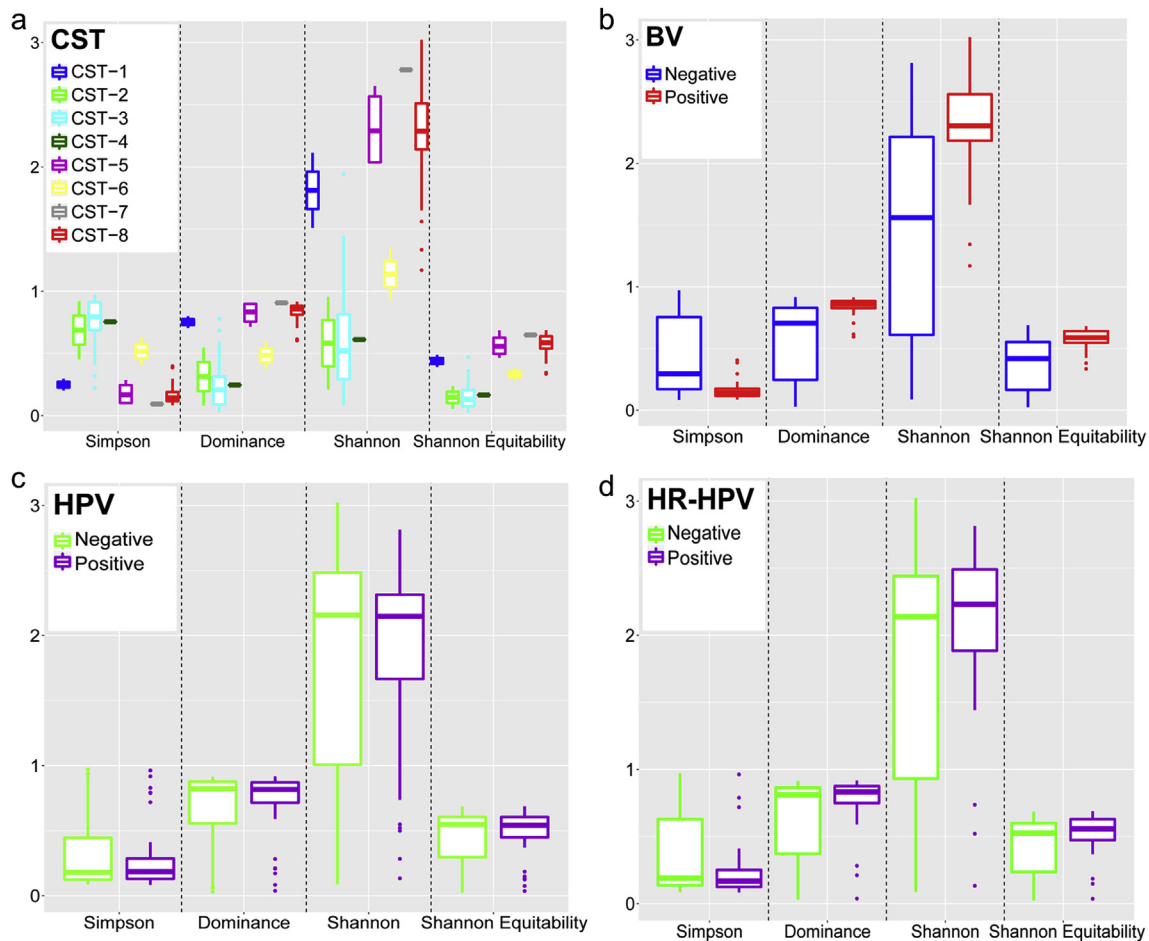 a
CST
CST−1
CST−2
CST−3
CST−4
CST−5
CST−6
CST−7
CST−8
3
2
1
0
Simpson Dominance Shannon Shannon Equitability
b
BV
Negative
Positive
3
2
1
0
Simpson Dominance Shannon Shannon Equitability
c
HPV
Negative
Positive
3
2
1
0
Simpson Dominance Shannon Shannon Equitability
d
HR-HPV
Negative
Positive
3
2
1
0
Simpson Dominance Shannon Shannon Equitability